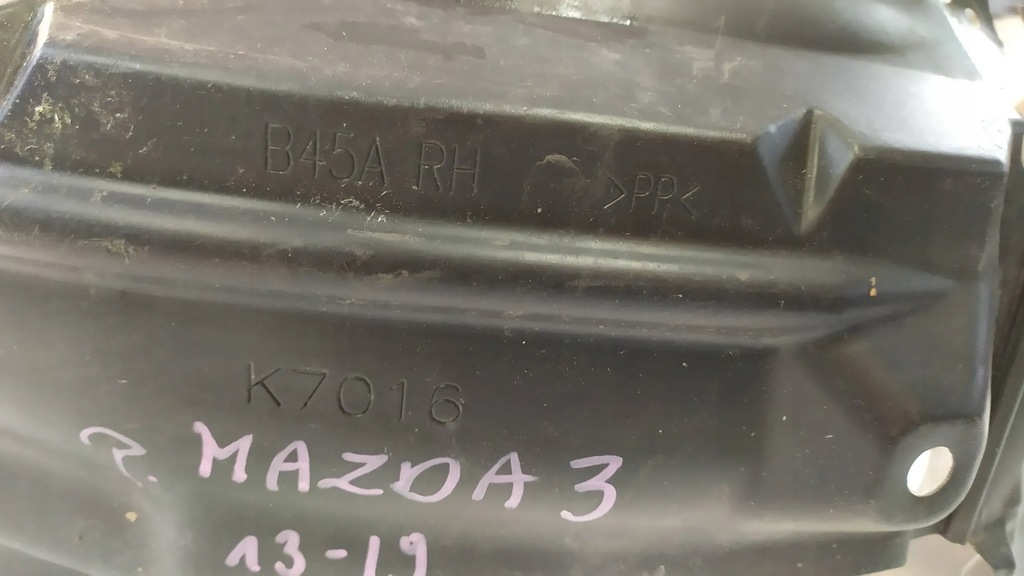 B45A RH >PP<
K7016
MAZDA 3
13-19